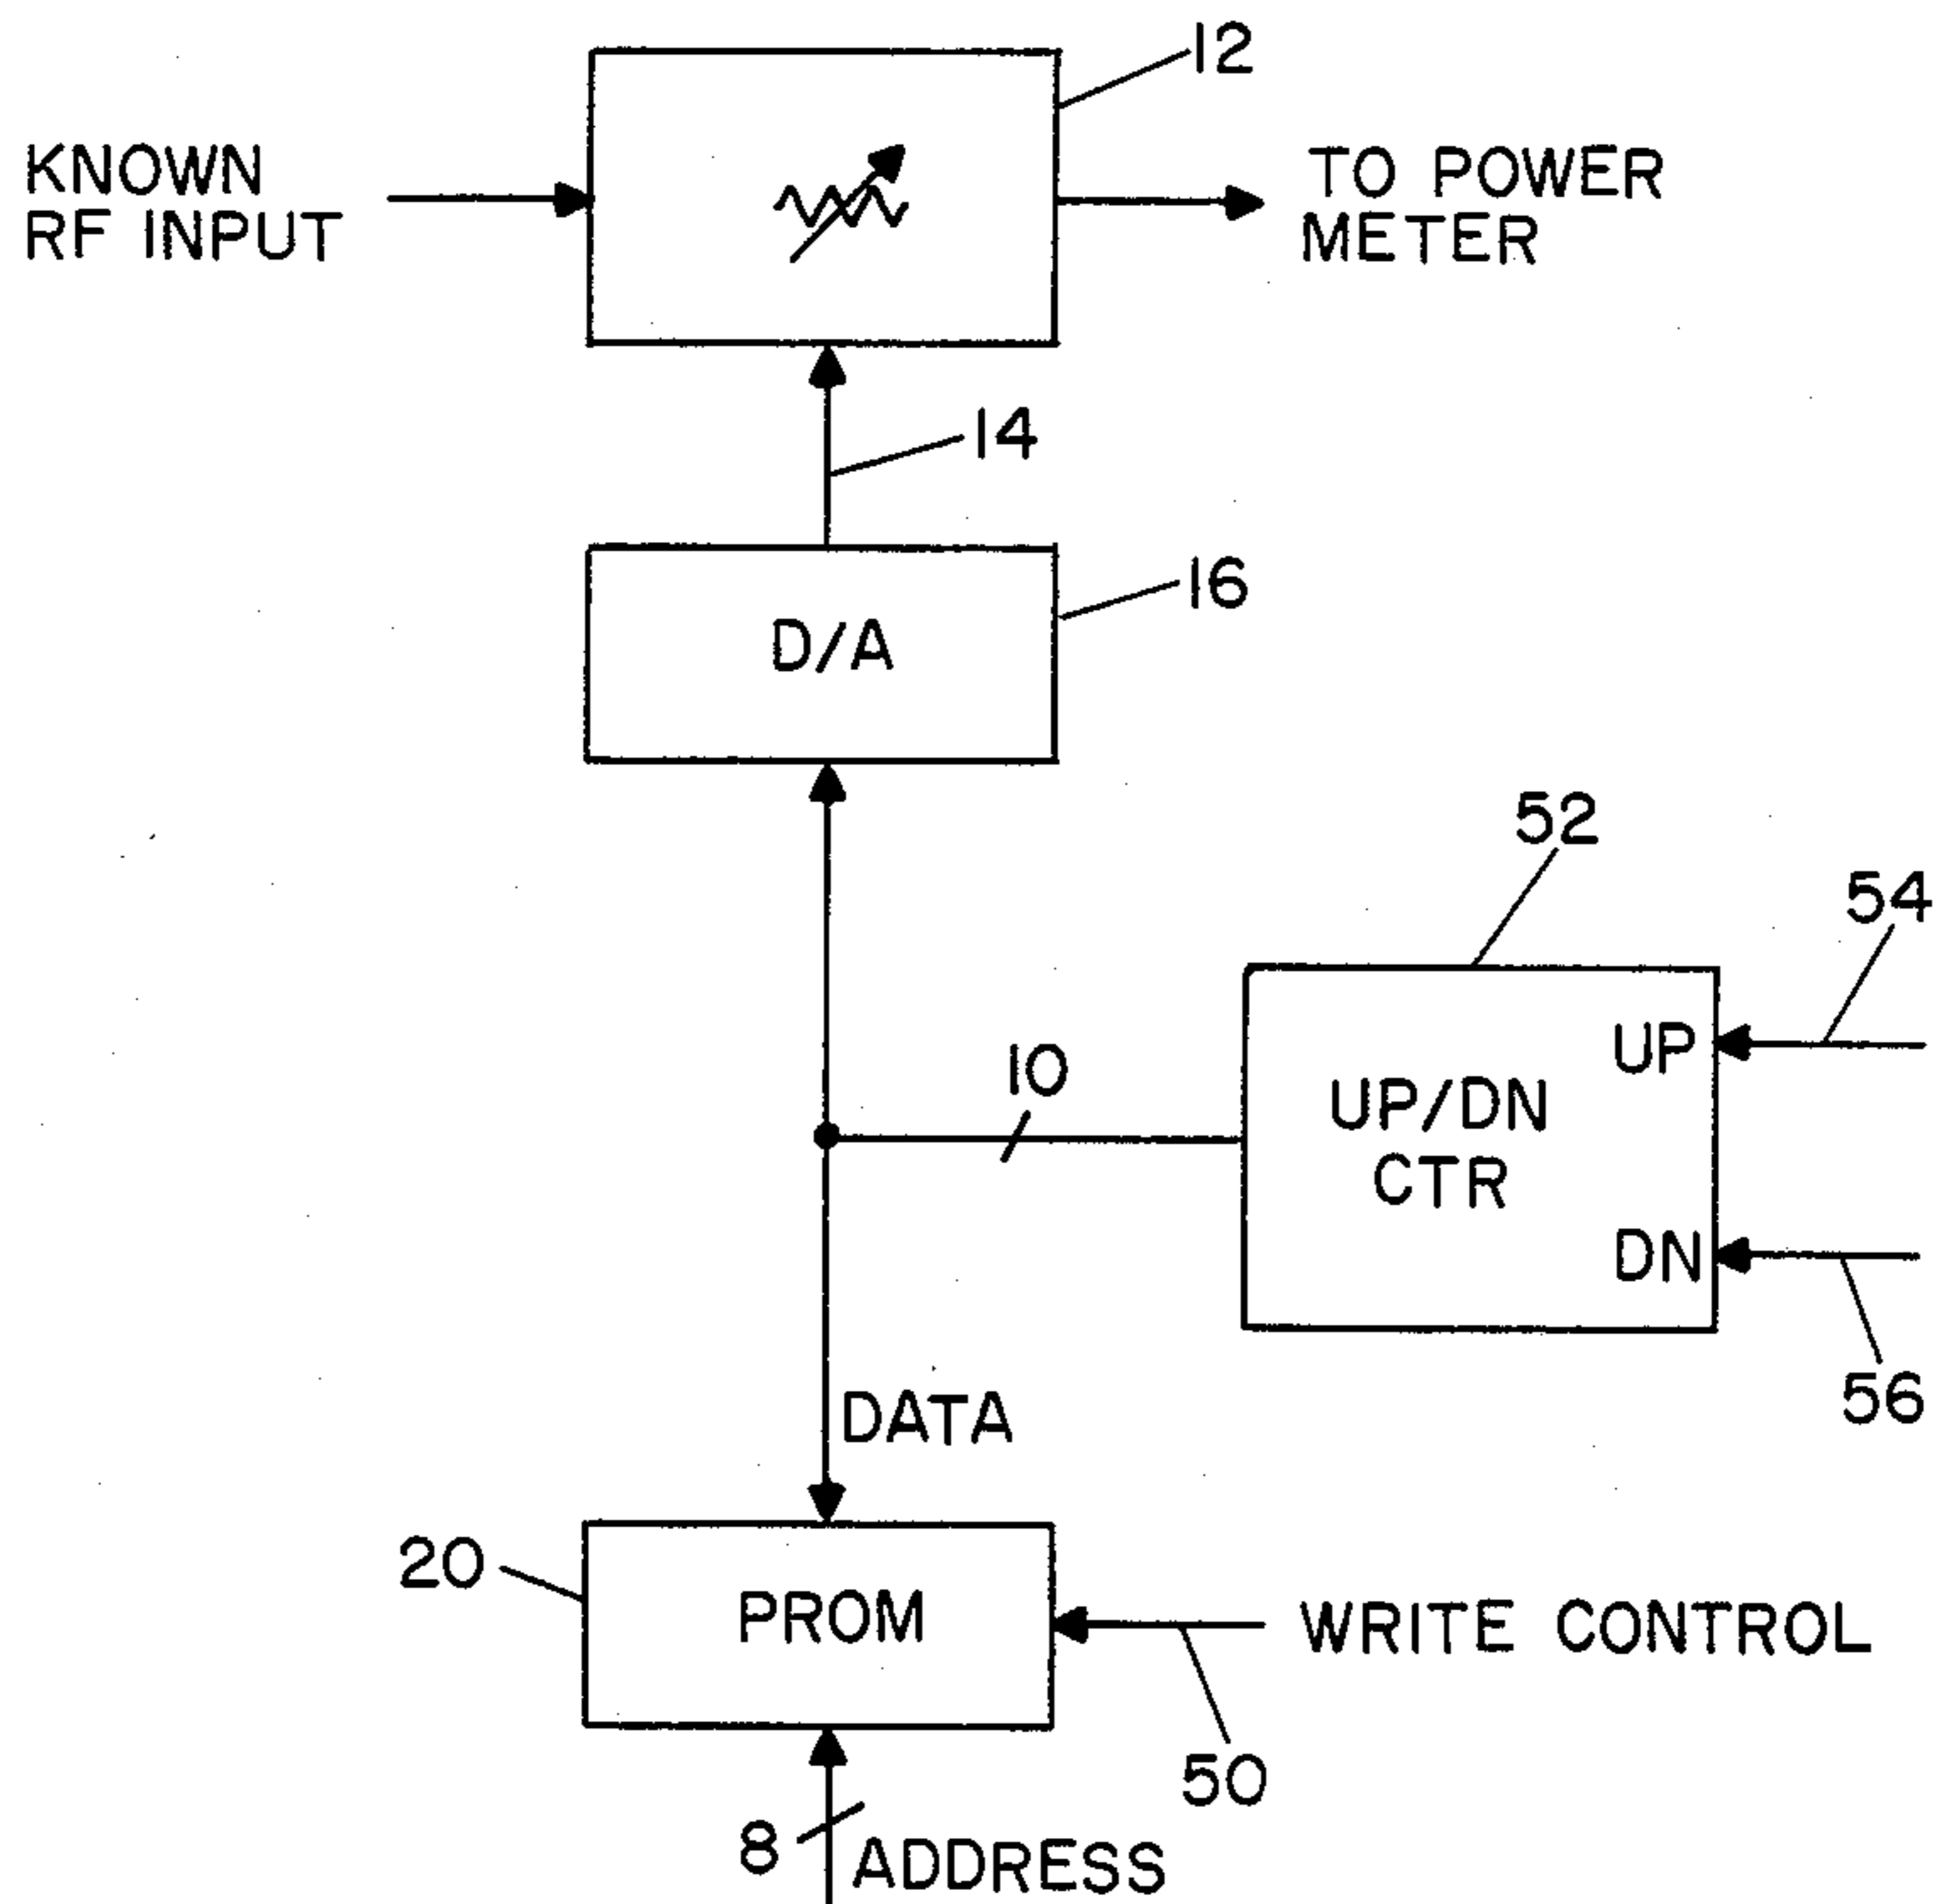 12
KNOWN
RF INPUT
TO POWER
METER
14
16
D/A
52
54
10
UP
UP/DN
CTR
DN
56
DATA
20
PROM
WRITE CONTROL
50
8
ADDRESS